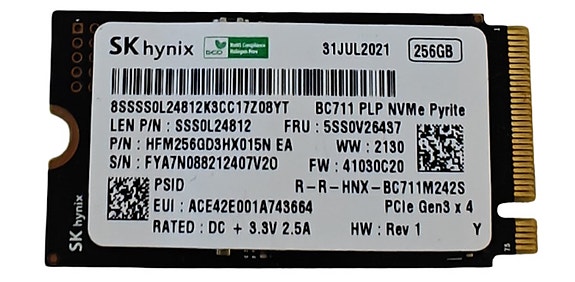 SK hynix
RoHS Compliance
Halogen Free
31JUL2021
256GB
8SSSS0L24812K3CC17Z08YT
BC711 PLP NVMe Pyrite
LEN P/N : SSS0L24812
FRU : 5SS0V26437
P/N : HFM256GD3HX015N EA
WW : 2130
S/N : FYA7N088212407V20
FW : 41030C20
PSID
R-R-HNX-BC711M242S
EUI : ACE42E001A743664
PCIe Gen3 x 4
RATED : DC + 3.3V 2.5A
HW : Rev 1
Y
SK hynix